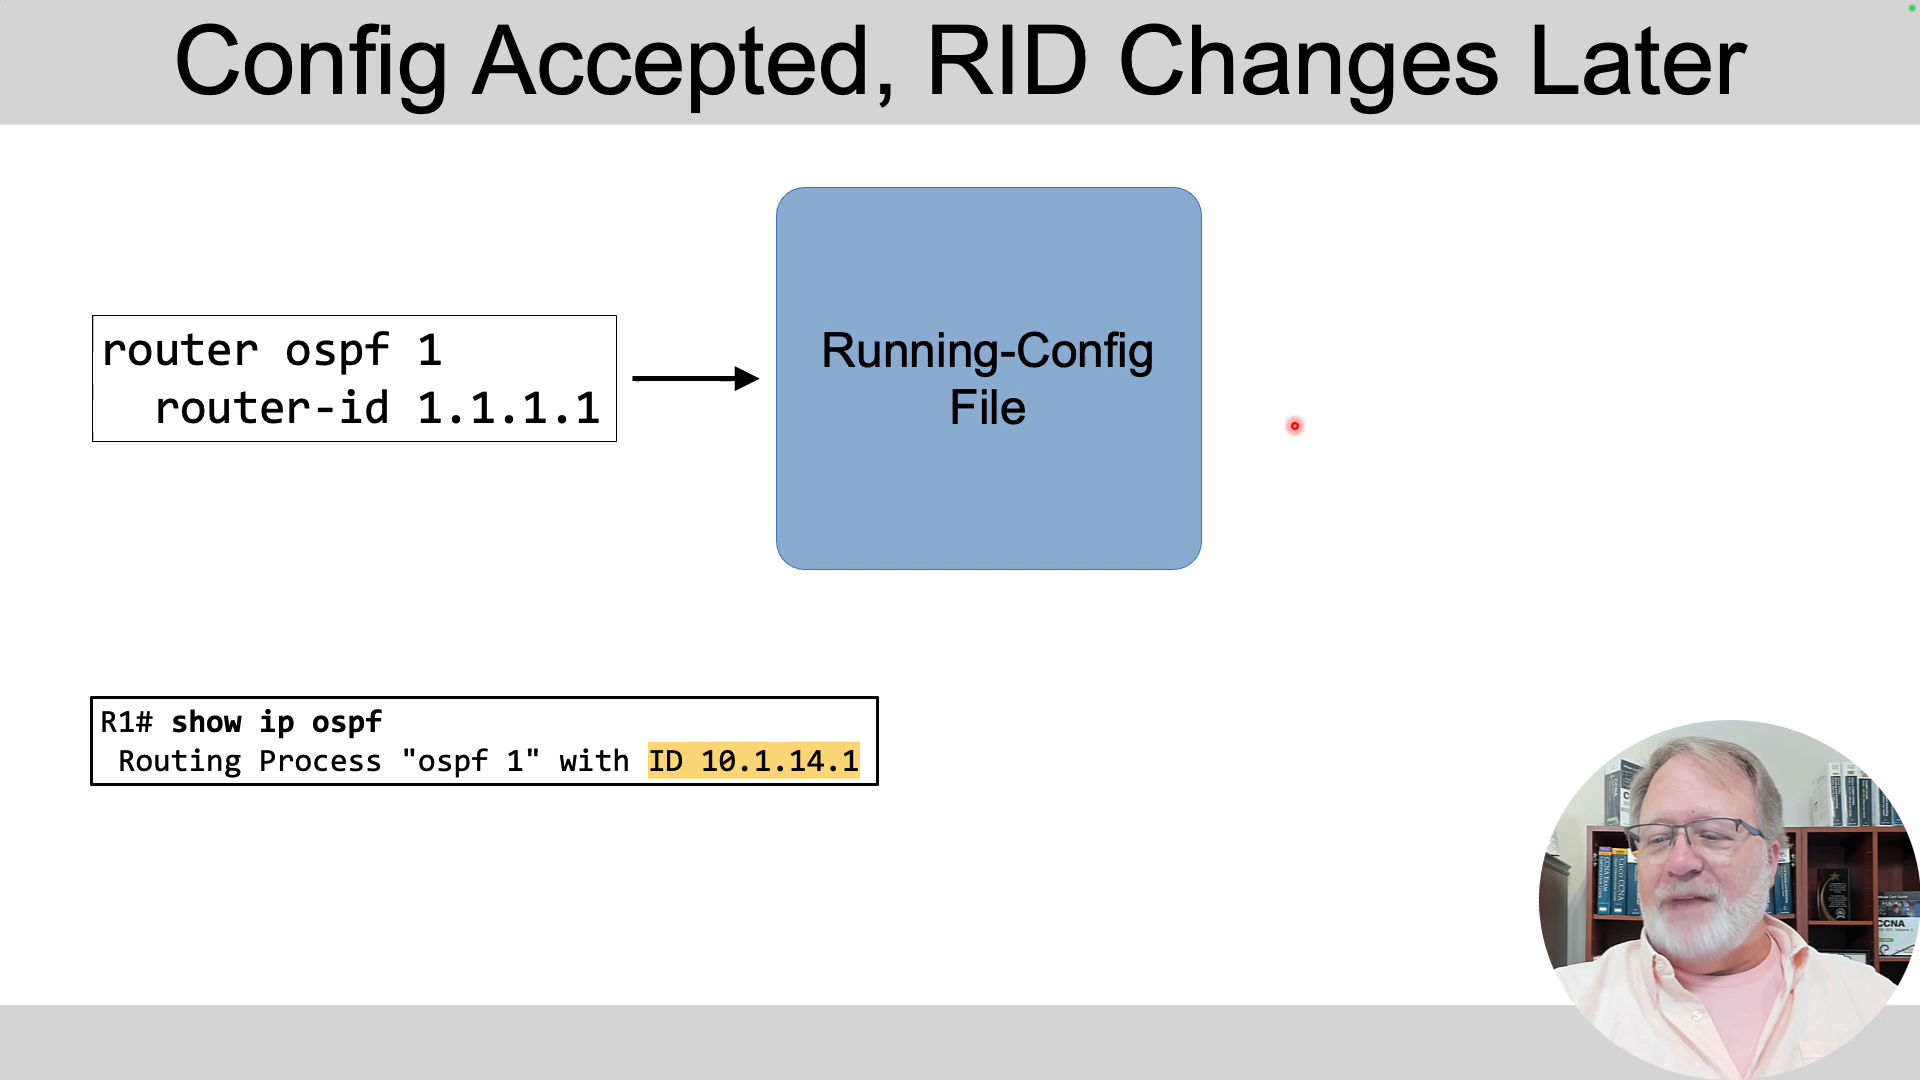 Config Accepted, RID Changes Later
router ospf 1
router-id 1.1.1.1
Running-Config
File
R1# show ip ospf
Routing Process "ospf 1" with ID 10.1.14.1
CCNA